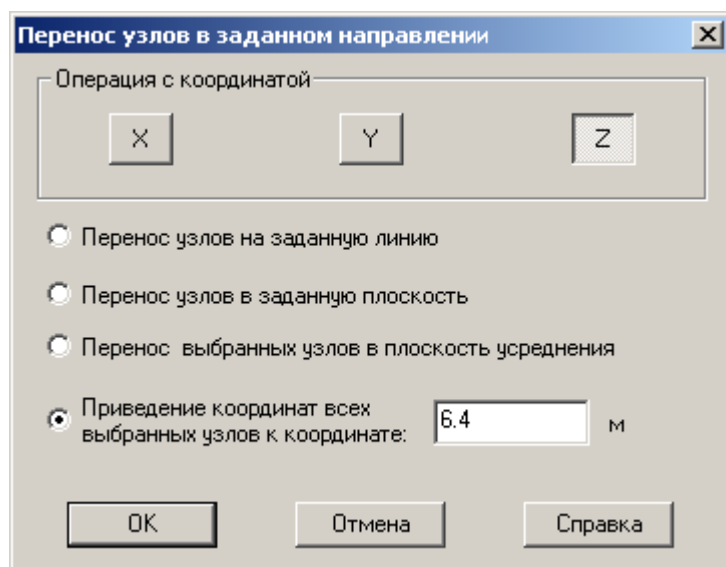 Перенос узлов в заданном направлении
Операция с координатой
X Y Z
Перенос узлов на заданную линию
Перенос узлов в заданную плоскость
Перенос выбранных узлов в плоскость усреднения
Приведение координат всех
выбранных узлов к координате: 6.4 м
OK Отмена Справка